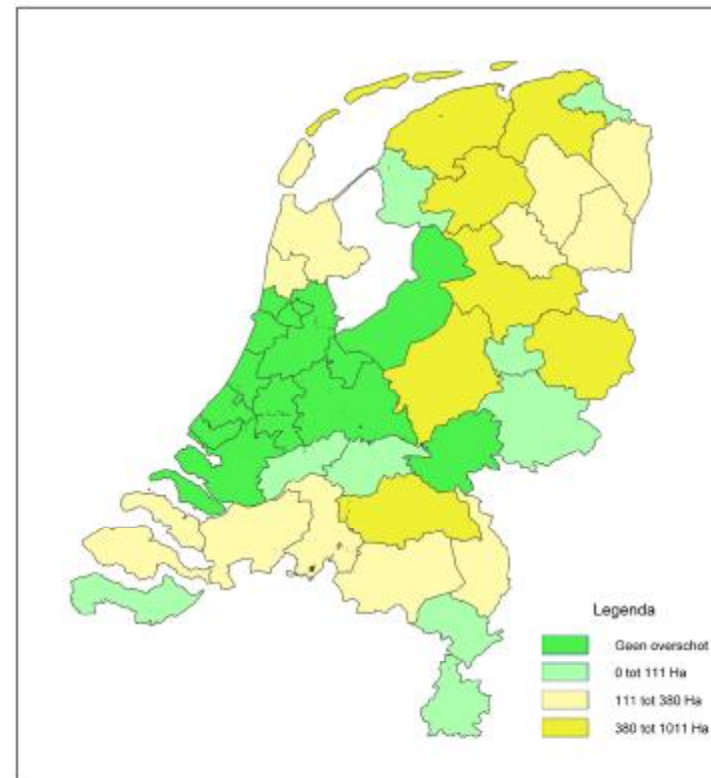 Legenda
Geen overschot
0 tot 111 Ha
111 tot 380 Ha
380 tot 1011 Ha